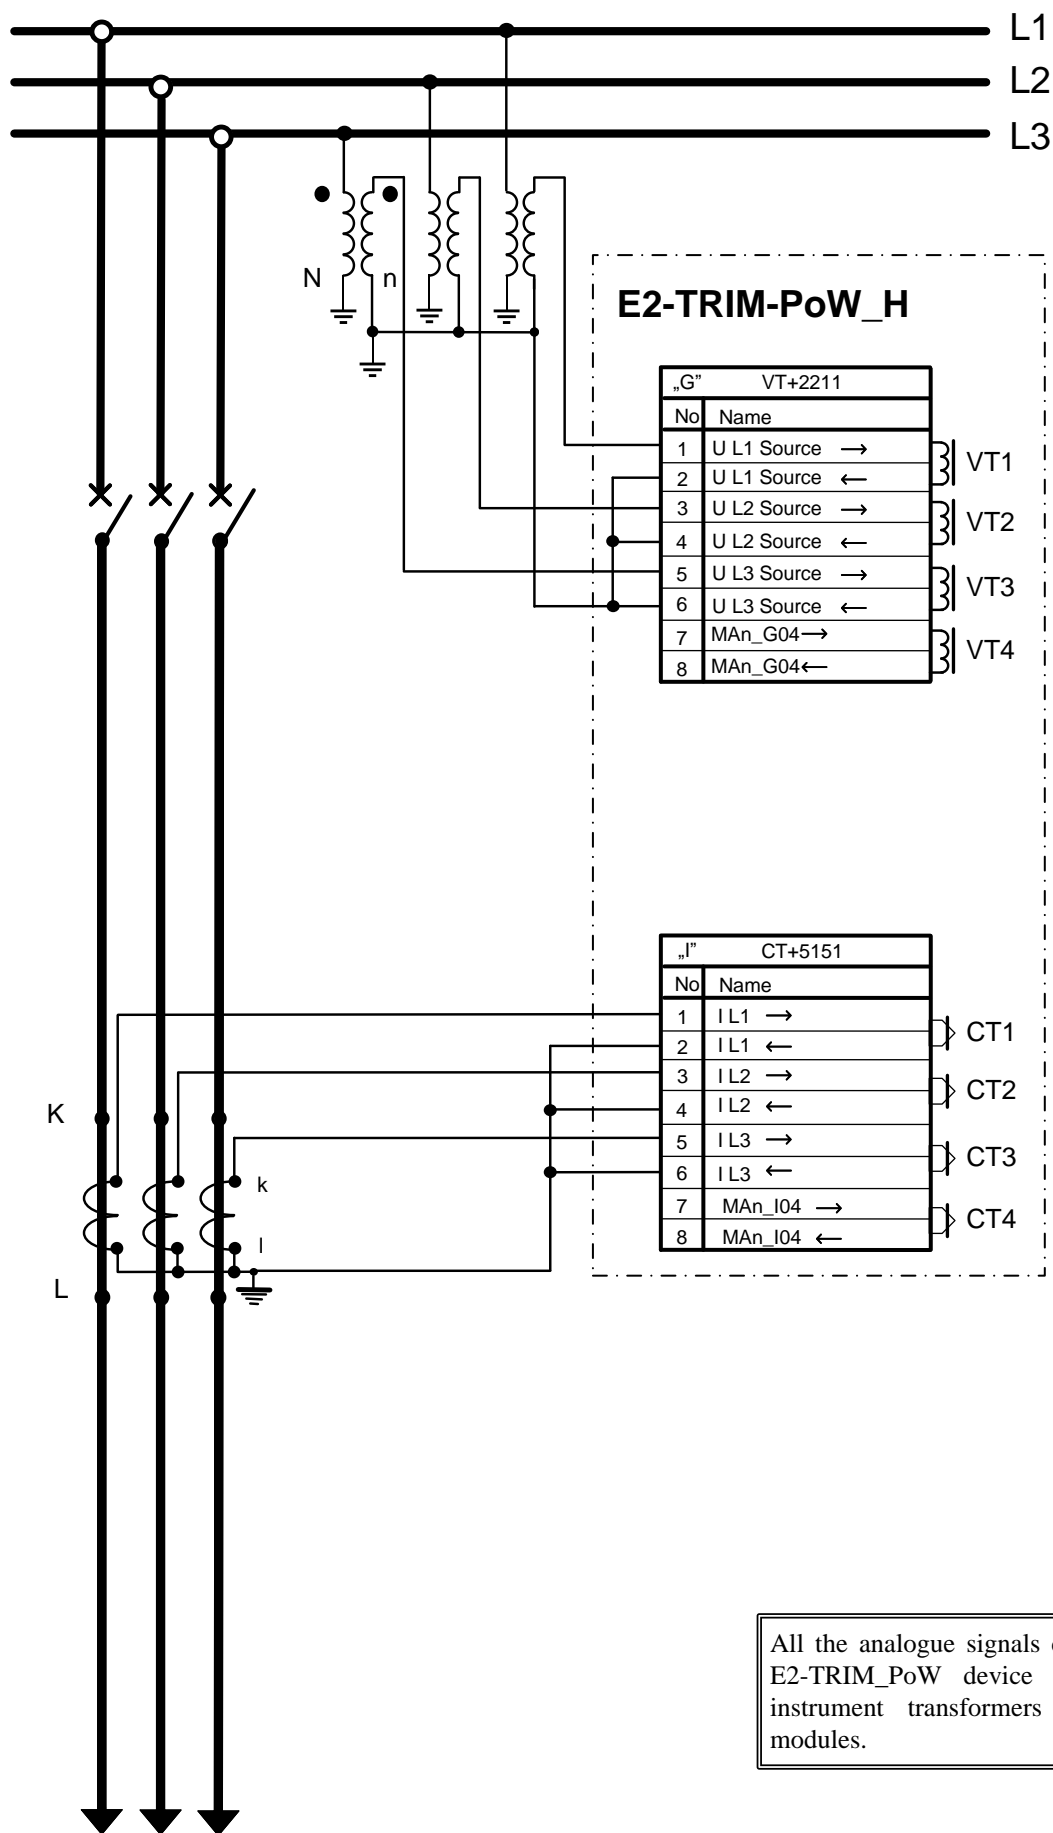 L1
L2
L3
N
n
E2-TRIM-PoW_H
„G” VT+2211
No Name
1 U L1 Source →
2 U L1 Source ←
3 U L2 Source →
4 U L2 Source ←
5 U L3 Source →
6 U L3 Source ←
7 MAn_G04 →
8 MAn_G04 ←
VT1
VT2
VT3
VT4
„I” CT+5151
No Name
1 I L1 →
2 I L1 ←
3 I L2 →
4 I L2 ←
5 I L3 →
6 I L3 ←
7 MAn_I04 →
8 MAn_I04 ←
CT1
CT2
CT3
CT4
K
k
l
L
All the analogue signals
E2-TRIM_PoW device
instrument transformers
modules.